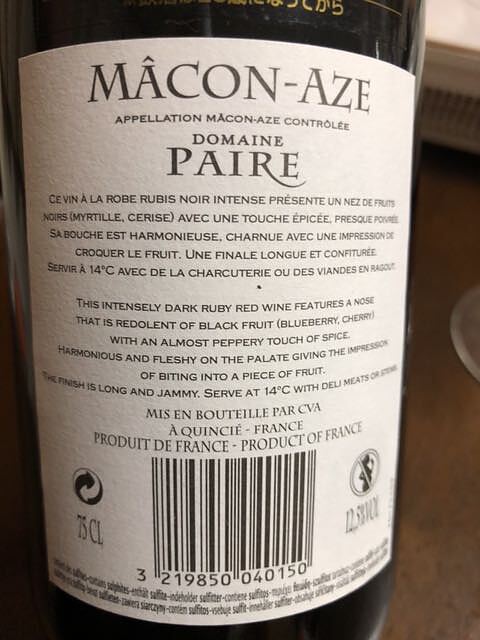 MÂCON-AZE
APPELLATION MÂCON-AZE CONTRÔLÉE
DOMAINE
PAIRE
CE VIN À LA ROBE RUBIS NOIR INTENSE PRÉSENTE UN NEZ DE FRUITS
NOIRS (MYRTILLE, CERISE) AVEC UNE TOUCHE ÉPICÉE, PRESQUE POIVRÉE.
SA BOUCHE EST HARMONIEUSE, CHARNUE AVEC UNE IMPRESSION DE
CROQUER LE FRUIT. UNE FINALE LONGUE ET CONFITURÉE.
SERVIR À 14°C AVEC DE LA CHARCUTERIE OU DES VIANDES EN RAGOUT.
THIS INTENSELY DARK RUBY RED WINE FEATURES A NOSE
THAT IS REDOLENT OF BLACK FRUIT (BLUEBERRY, CHERRY)
WITH AN ALMOST PEPPERY TOUCH OF SPICE.
HARMONIOUS AND FLESHY ON THE PALATE GIVING THE IMPRESSION
OF BITING INTO A PIECE OF FRUIT.
THE FINISH IS LONG AND JAMMY. SERVE AT 14°C WITH DELI MEATS OR STEWS.
MIS EN BOUTEILLE PAR CVA
À QUINCIÉ - FRANCE
PRODUIT DE FRANCE - PRODUCT OF FRANCE
75 CL
12,5%VOL
3 219850 040150